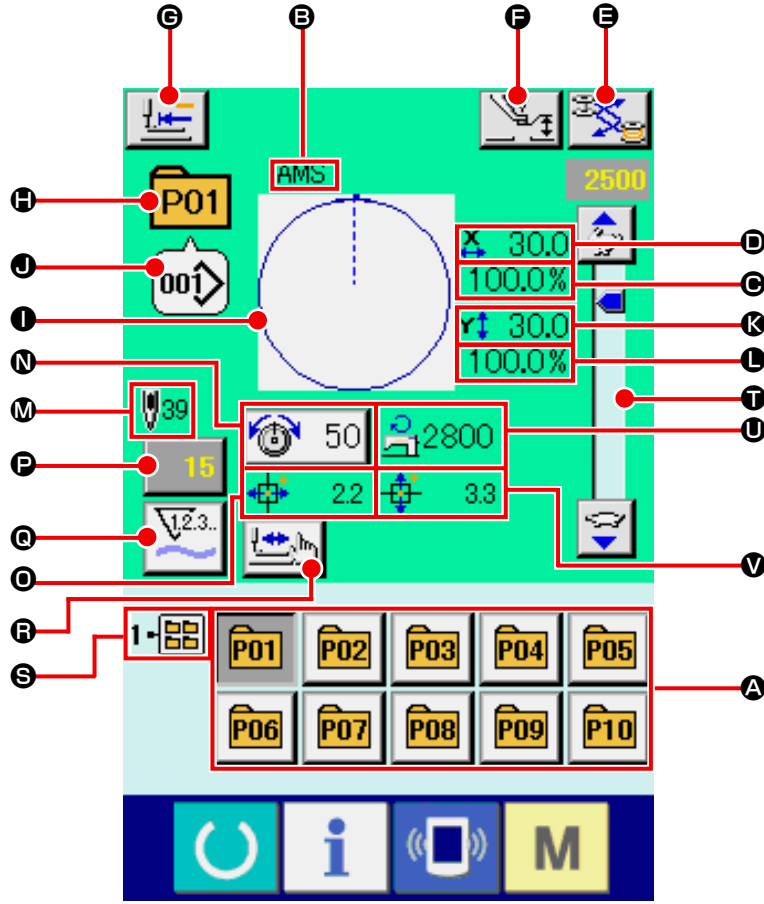 G B F E
AMS
2500
H P01
X 30.0 D
J 001 100.0% C
I Y 30.0 K
N 100.0% L
M 39 T
50 2800 U
P 15
2.2 3.3
Q 1.2.3..
O V
R
S 1
P01 P02 P03 P04 P05
A
P06 P07 P08 P09 P10
i M